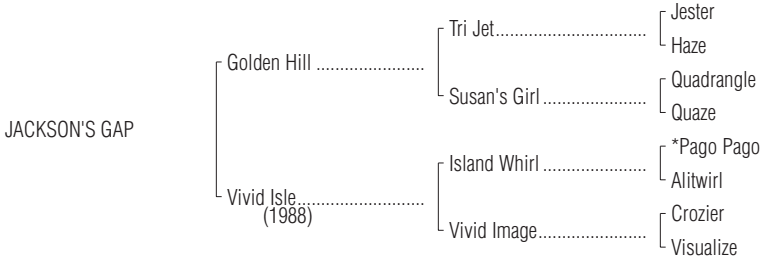 Jester
Tri Jet
Haze
Golden Hill
Quadrangle
Susan's Girl
Quaze
JACKSON'S GAP
*Pago Pago
Island Whirl
Alitwirl
Vivid Isle
(1988)
Crozier
Vivid Image
Visualize